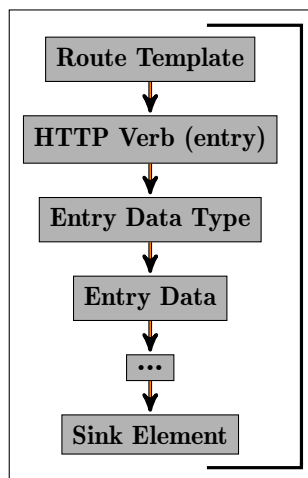 Route Template
HTTP Verb (entry)
Entry Data Type
Entry Data
...
Sink Element